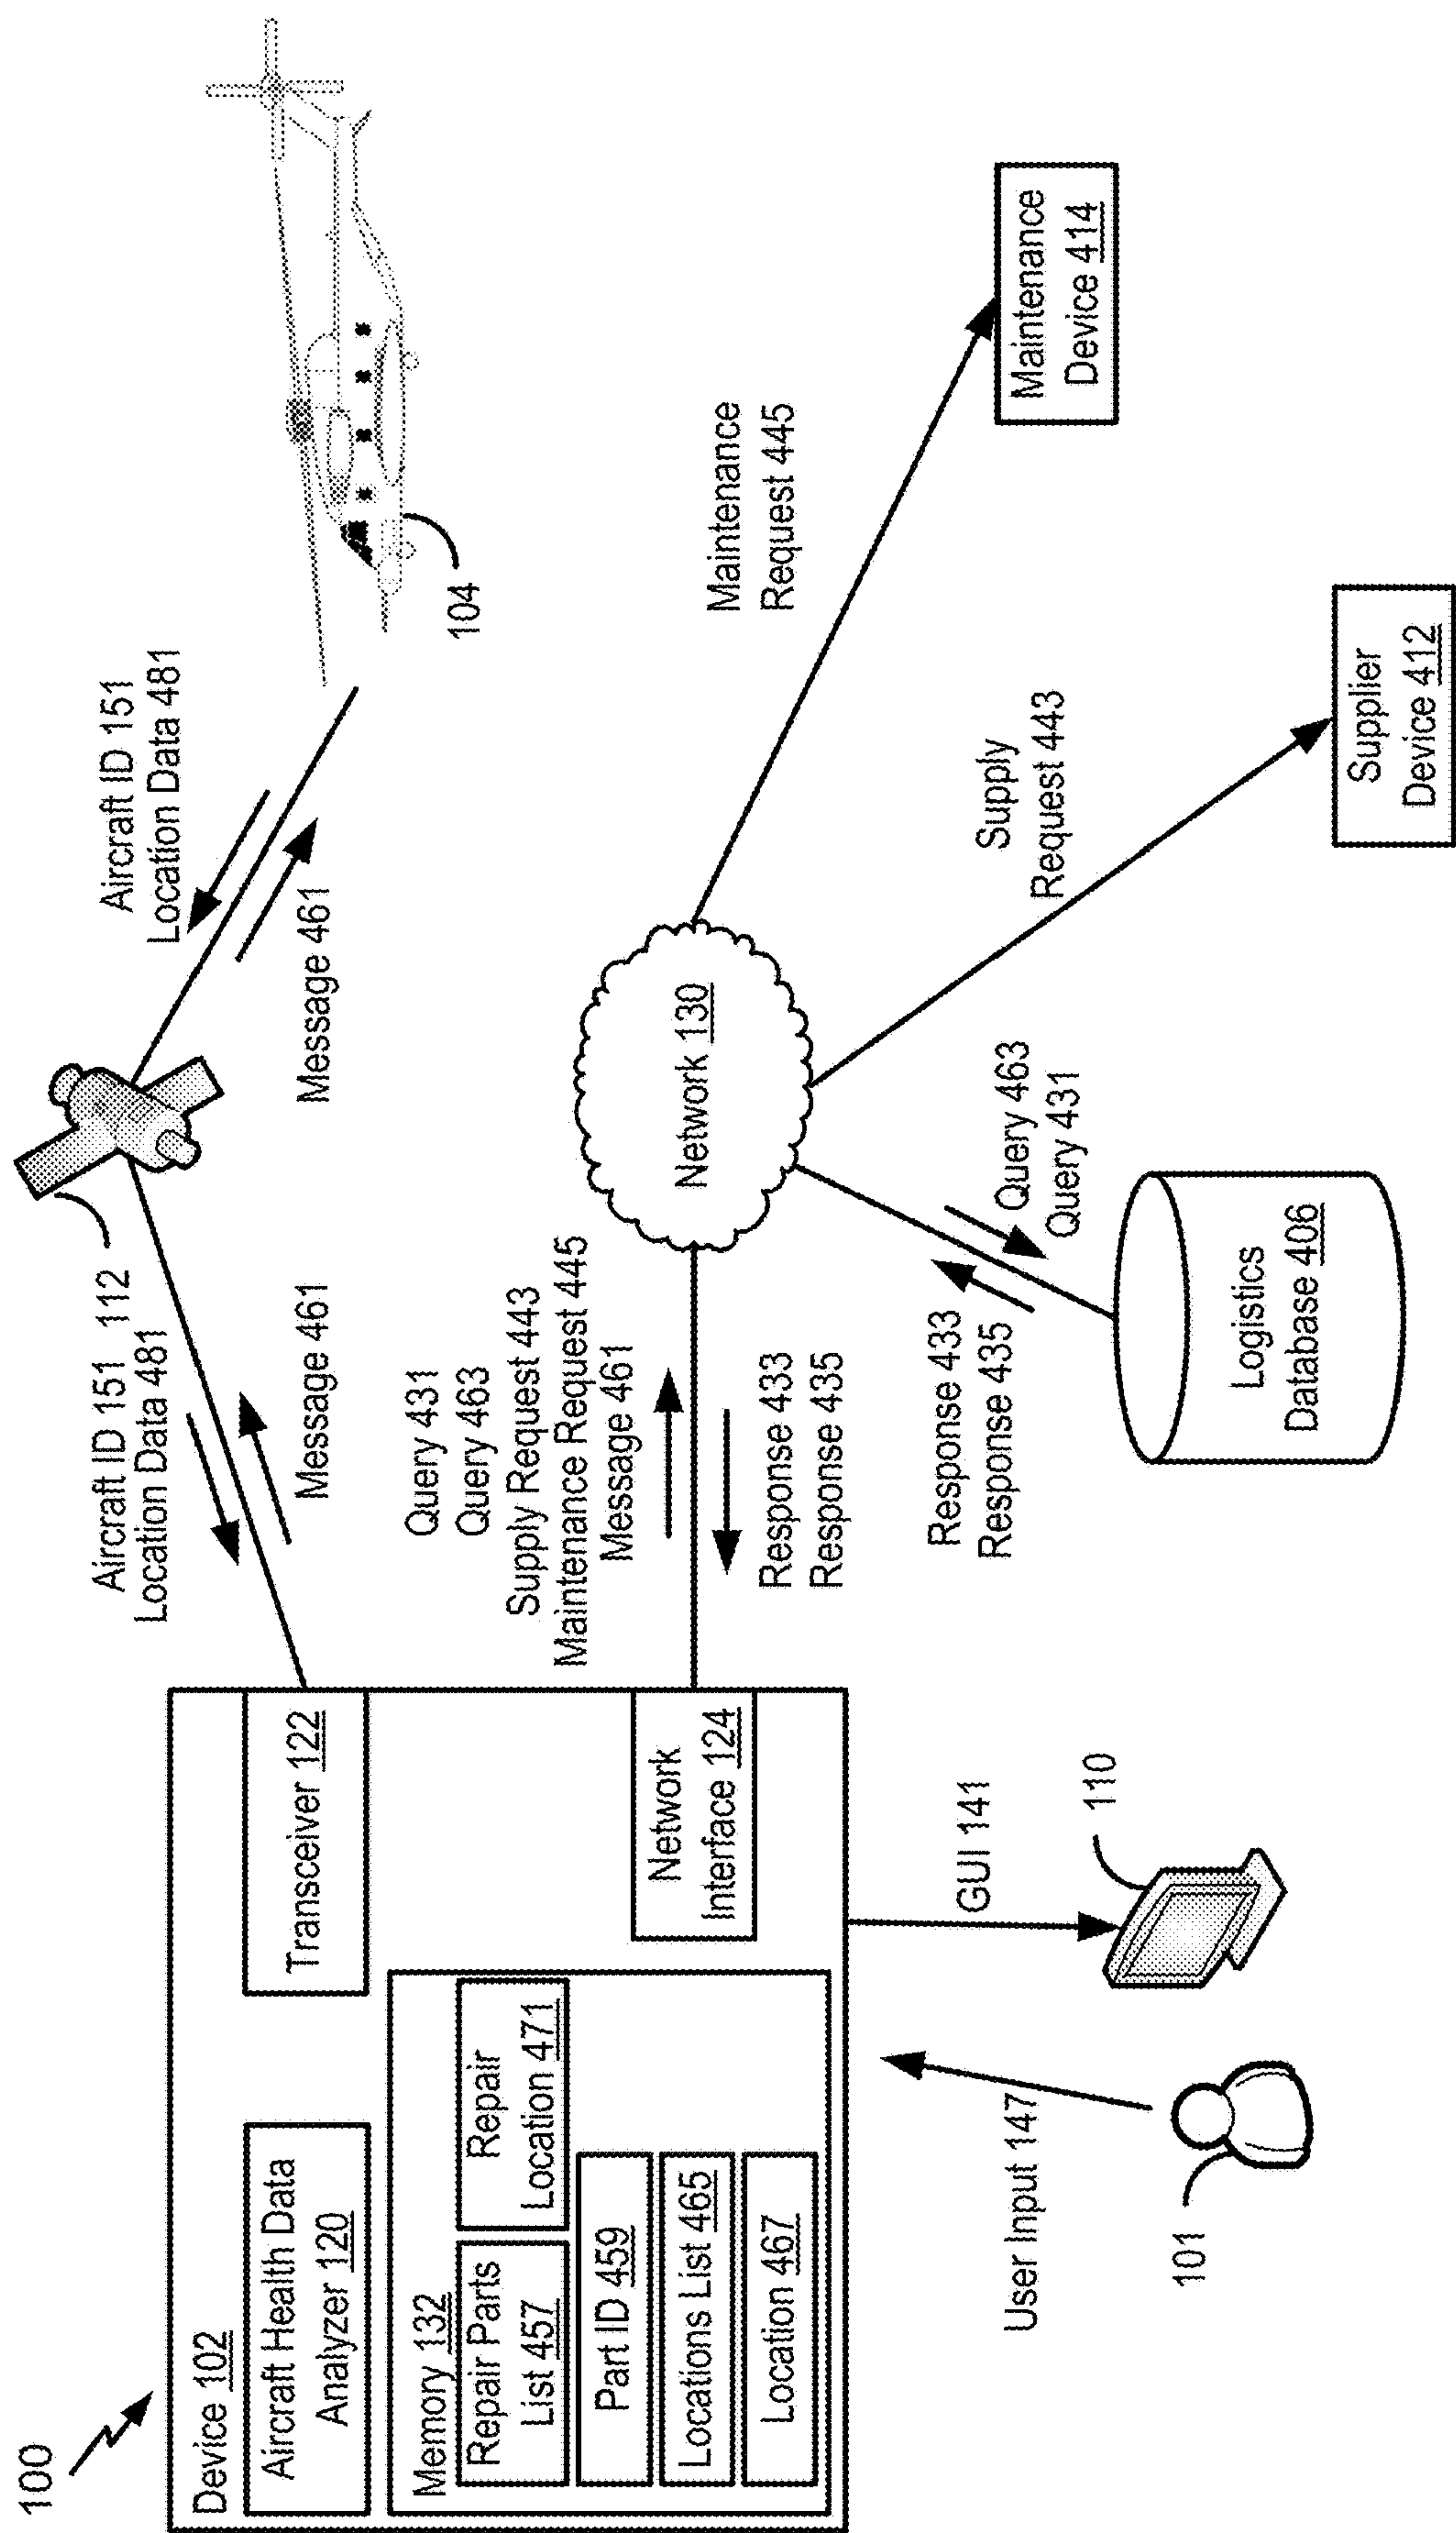 100
Device 102
Aircraft Health Data
Analyzer 120
Transceiver 122
Memory 132
Repair Parts
List 457
Repair
Location 471
Part ID 459
Locations List 465
Location 467
Network
Interface 124
Aircraft ID 151
Location Data 481
112
Message 461
Aircraft ID 151
Location Data 481
Message 461
104
Query 431
Query 463
Supply Request 443
Maintenance Request 445
Message 461
Response 433
Response 435
Network 130
Maintenance
Request 445
Maintenance
Device 414
Supply
Request 443
Supplier
Device 412
Query 463
Query 431
Response 433
Response 435
Logistics
Database 406
User Input 147
101
GUI 141
110